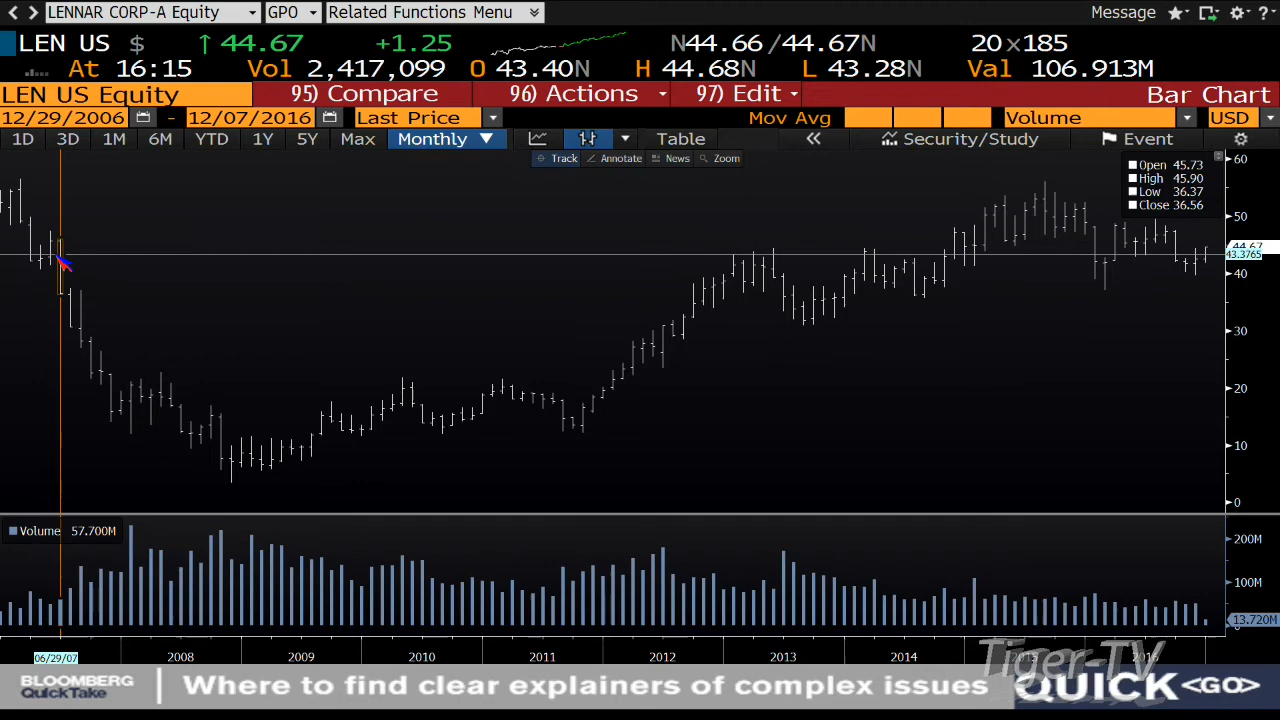 LENNAR CORP-A Equity GPO Related Functions Menu Message ?
LEN US $ ↑ 44.67 +1.25 N44.66/44.67N 20x185
At 16:15 Vol 2,417,099 O 43.40N H 44.68N L 43.28N Val 106.913M
LEN US Equity 95) Compare 96) Actions 97) Edit Bar Chart
12/29/2006 - 12/07/2016 Last Price Mov Avg Volume USD
1D 3D 1M 6M YTD 1Y 5Y Max Monthly ▼ Table « Security/Study Event
Track Annotate News Zoom
Open 45.73
High 45.90
Low 36.37
Close 36.56
60
50
44.67
43.3765
40
30
20
10
0
Volume 57.700M
200M
100M
13.720M
06/29/07 2008 2009 2010 2011 2012 2013 2014 2015 2016
Tiger-TV
BLOOMBERG
QuickTake
Where to find clear explainers of complex issues
QUICK <GO>